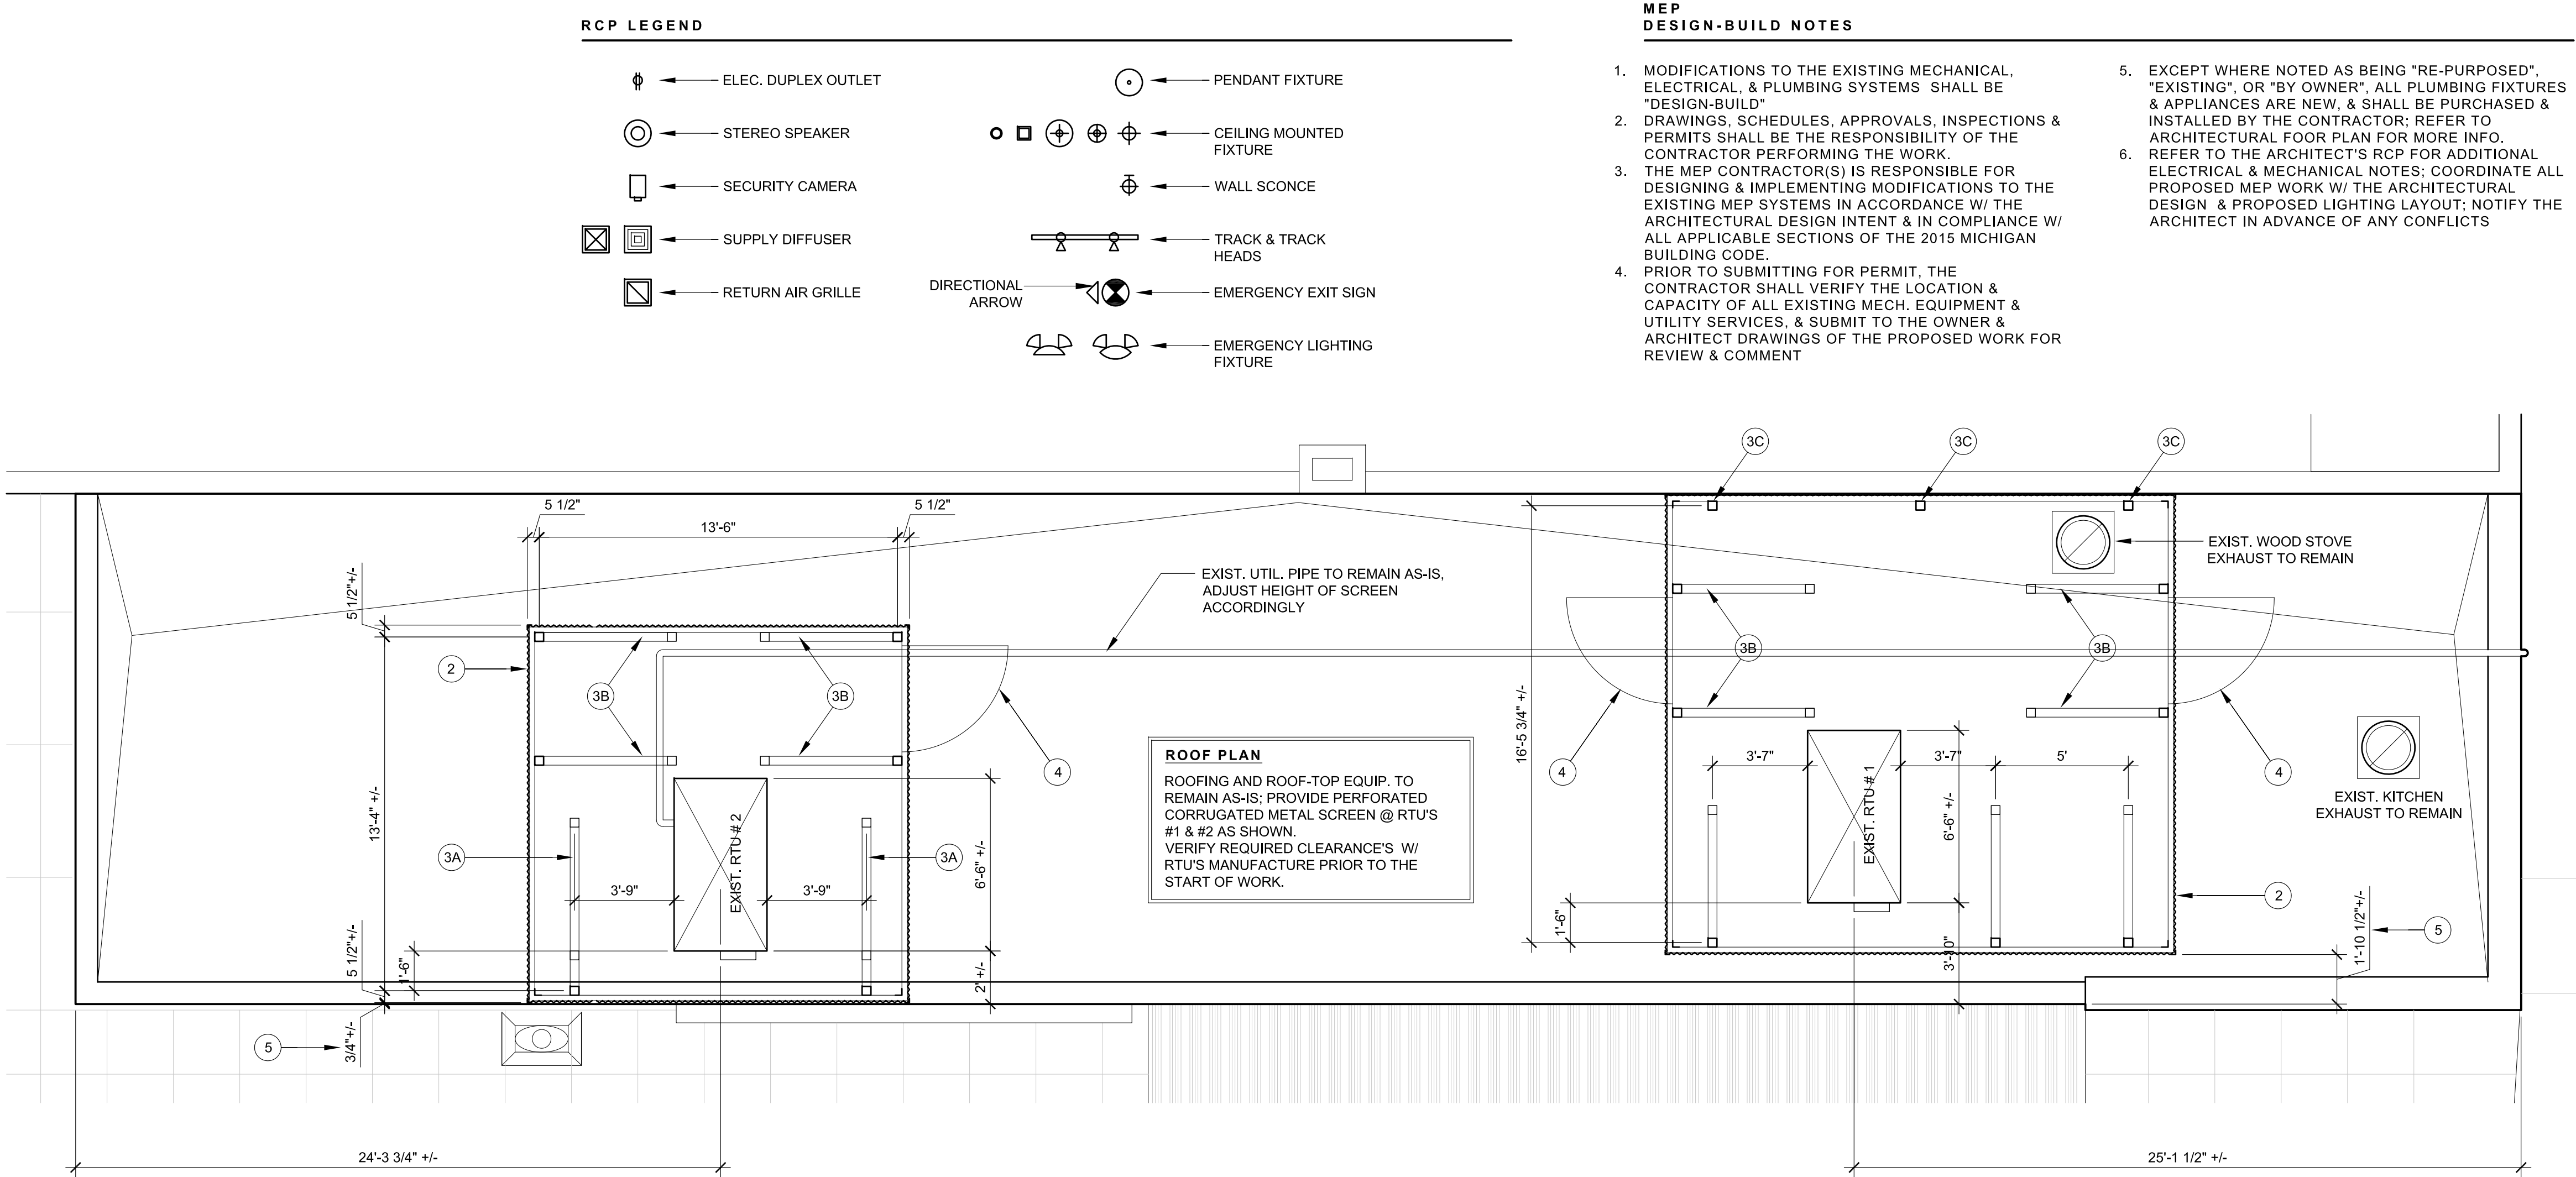 RCP LEGEND
ELEC. DUPLEX OUTLET
STEREO SPEAKER
SECURITY CAMERA
SUPPLY DIFFUSER
RETURN AIR GRILLE
PENDANT FIXTURE
CEILING MOUNTED
FIXTURE
WALL SCONCE
TRACK & TRACK
HEADS
DIRECTIONAL
ARROW
EMERGENCY EXIT SIGN
EMERGENCY LIGHTING
FIXTURE
MEP
DESIGN-BUILD NOTES
1. MODIFICATIONS TO THE EXISTING MECHANICAL,
ELECTRICAL, & PLUMBING SYSTEMS SHALL BE
"DESIGN-BUILD"
2. DRAWINGS, SCHEDULES, APPROVALS, INSPECTIONS &
PERMITS SHALL BE THE RESPONSIBILITY OF THE
CONTRACTOR PERFORMING THE WORK.
3. THE MEP CONTRACTOR(S) IS RESPONSIBLE FOR
DESIGNING & IMPLEMENTING MODIFICATIONS TO THE
EXISTING MEP SYSTEMS IN ACCORDANCE W/ THE
ARCHITECTURAL DESIGN INTENT & IN COMPLIANCE W/
ALL APPLICABLE SECTIONS OF THE 2015 MICHIGAN
BUILDING CODE.
4. PRIOR TO SUBMITTING FOR PERMIT, THE
CONTRACTOR SHALL VERIFY THE LOCATION &
CAPACITY OF ALL EXISTING MECH. EQUIPMENT &
UTILITY SERVICES, & SUBMIT TO THE OWNER &
ARCHITECT DRAWINGS OF THE PROPOSED WORK FOR
REVIEW & COMMENT
5. EXCEPT WHERE NOTED AS BEING "RE-PURPOSED",
"EXISTING", OR "BY OWNER", ALL PLUMBING FIXTURES
& APPLIANCES ARE NEW, & SHALL BE PURCHASED &
INSTALLED BY THE CONTRACTOR; REFER TO
ARCHITECTURAL FOOR PLAN FOR MORE INFO.
6. REFER TO THE ARCHITECT'S RCP FOR ADDITIONAL
ELECTRICAL & MECHANICAL NOTES; COORDINATE ALL
PROPOSED MEP WORK W/ THE ARCHITECTURAL
DESIGN & PROPOSED LIGHTING LAYOUT; NOTIFY THE
ARCHITECT IN ADVANCE OF ANY CONFLICTS
3C
3C
3C
5 1/2"
13'-6"
5 1/2"
5 1/2"+/-
2
3B
3B
13'-4" +/-
3A
3A
3'-9"
3'-9"
EXIST. RTU # 2
6'-6" +/-
4
5 1/2"+/-
1'-6"
2' +/-
5
3/4"+/-
EXIST. UTIL. PIPE TO REMAIN AS-IS,
ADJUST HEIGHT OF SCREEN
ACCORDINGLY
ROOF PLAN
ROOFING AND ROOF-TOP EQUIP. TO
REMAIN AS-IS; PROVIDE PERFORATED
CORRUGATED METAL SCREEN @ RTU'S
#1 & #2 AS SHOWN.
VERIFY REQUIRED CLEARANCE'S W/
RTU'S MANUFACTURE PRIOR TO THE
START OF WORK.
EXIST. WOOD STOVE
EXHAUST TO REMAIN
3B
3B
16'-5 3/4" +/-
4
4
3'-7"
3'-7"
5'
EXIST. RTU # 1
6'-6" +/-
EXIST. KITCHEN
EXHAUST TO REMAIN
2
1'-6"
3'-10"
1'-10 1/2"+/-
5
24'-3 3/4" +/-
25'-1 1/2" +/-